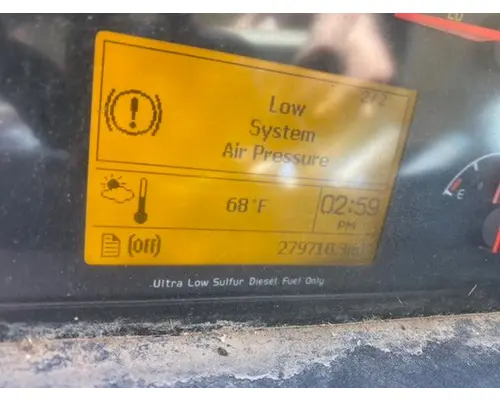 2/2
Low
System
Air Pressure
68°F
02:59
PM
(Off)
Ultra Low Sulfur Diesel Fuel Only
E